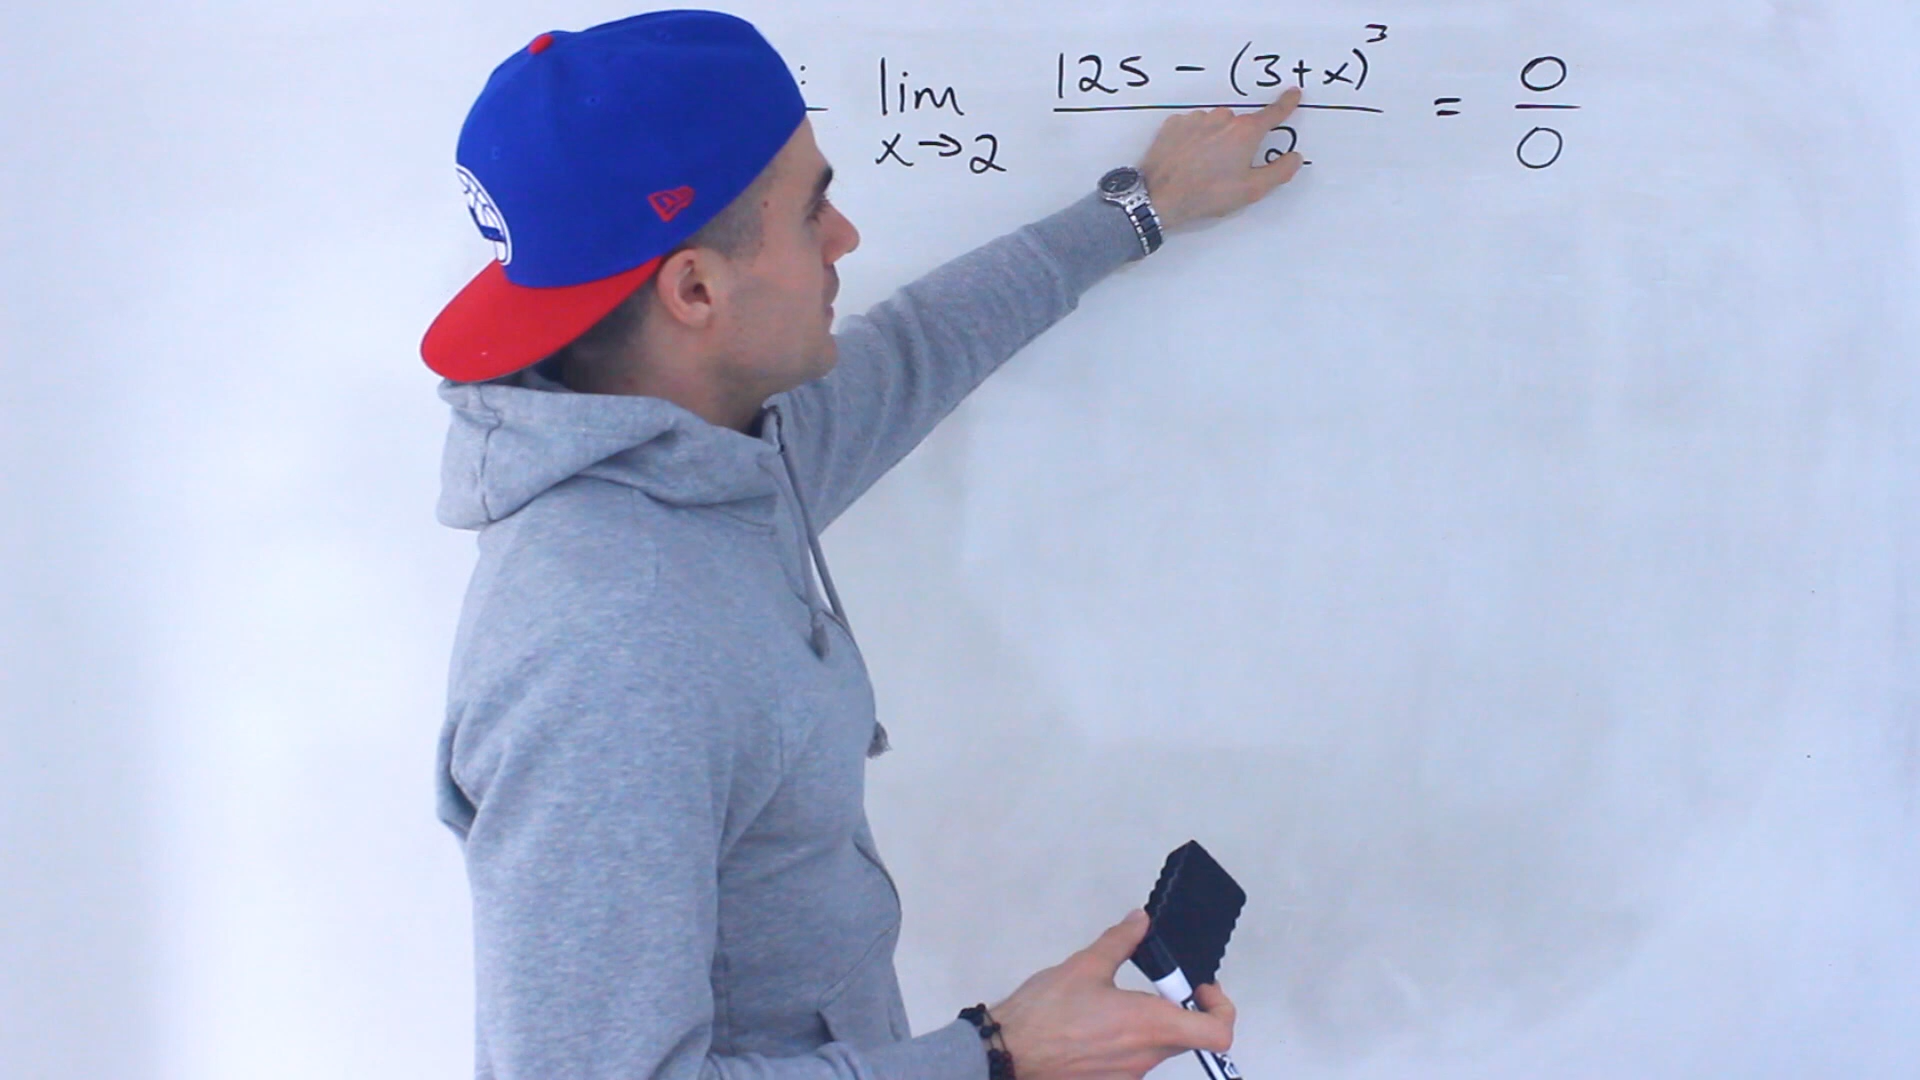 : lim x→2 125 - (3+x)³ / 2 = 0/0